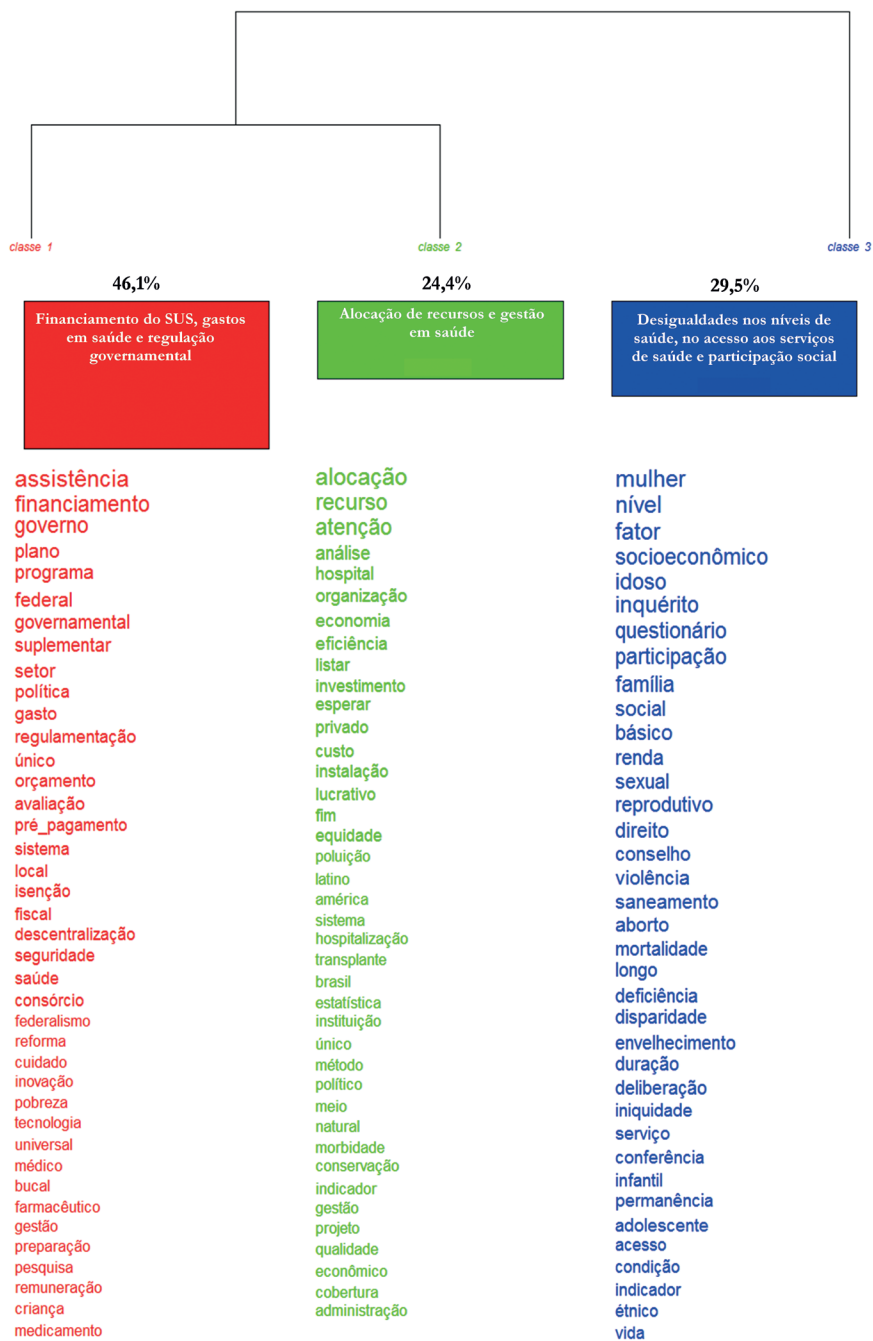 classe 1
classe 2
classe 3
46,1%
24,4%
29,5%
Financiamento do SUS, gastos
em saúde e regulação
governamental
Alocação de recursos e gestão
em saúde
Desigualdades nos níveis de
saúde, no acesso aos serviços
de saúde e participação social
assistência
financiamento
governo
plano
programa
federal
governamental
suplementar
setor
política
gasto
regulamentação
único
orçamento
avaliação
pré_pagamento
sistema
local
isenção
fiscal
descentralização
seguridade
saúde
consórcio
federalismo
reforma
cuidado
inovação
pobreza
tecnologia
universal
médico
bucal
farmacêutico
gestão
preparação
pesquisa
remuneração
criança
medicamento
alocação
recurso
atenção
análise
hospital
organização
economia
eficiência
listar
investimento
esperar
privado
custo
instalação
lucrativo
fim
equidade
poluição
latino
américa
sistema
hospitalização
transplante
brasil
estatística
instituição
único
método
político
meio
natural
morbidade
conservação
indicador
gestão
projeto
qualidade
econômico
cobertura
administração
mulher
nível
fator
socioeconômico
idoso
inquérito
questionário
participação
família
social
básico
renda
sexual
reprodutivo
direito
conselho
violência
saneamento
aborto
mortalidade
longo
deficiência
disparidade
envelhecimento
duração
deliberação
iniquidade
serviço
conferência
infantil
permanência
adolescente
acesso
condição
indicador
étnico
vida